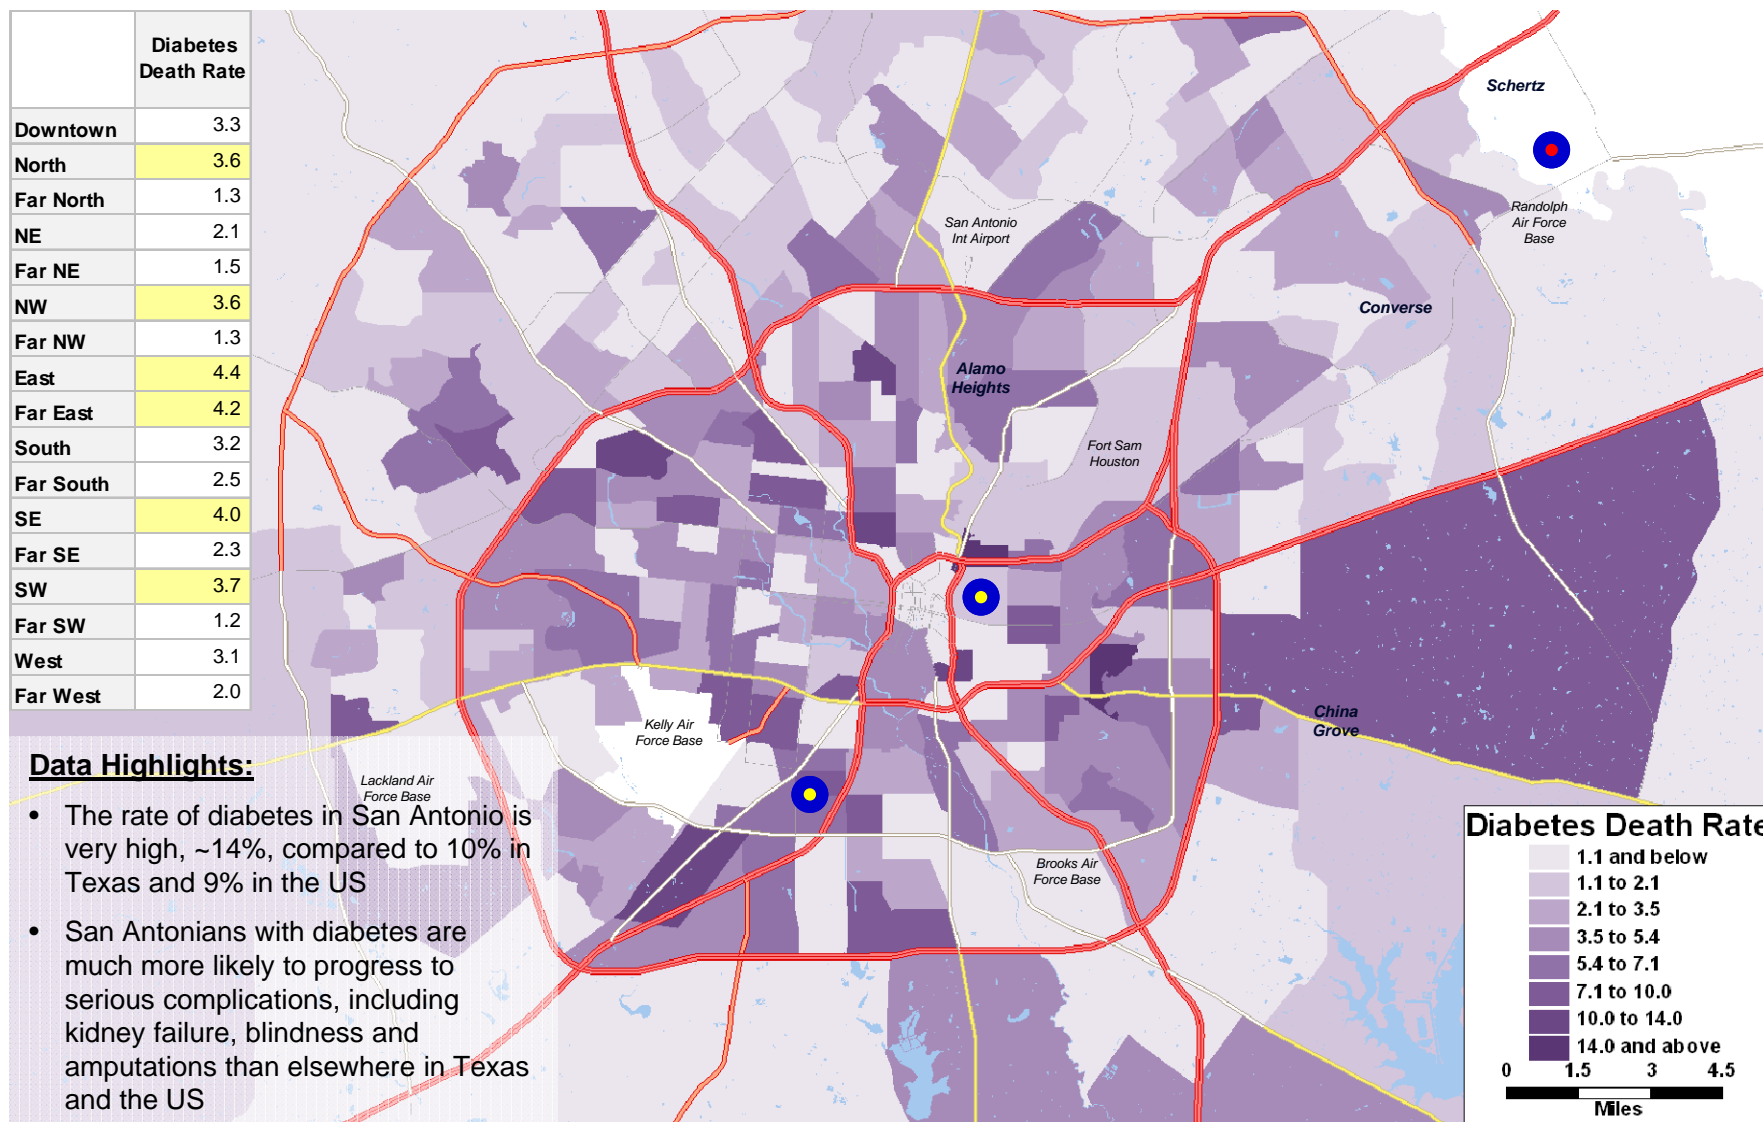 Diabetes
Death Rate
Downtown 3.3
North 3.6
Far North 1.3
NE 2.1
Far NE 1.5
NW 3.6
Far NW 1.3
East 4.4
Far East 4.2
South 3.2
Far South 2.5
SE 4.0
Far SE 2.3
SW 3.7
Far SW 1.2
West 3.1
Far West 2.0
Schertz
Randolph
Air Force
Base
San Antonio
Int Airport
Converse
Alamo
Heights
Fort Sam
Houston
Kelly Air
Force Base
China
Grove
Lackland Air
Force Base
Brooks Air
Force Base
Data Highlights:
• The rate of diabetes in San Antonio is
very high, ~14%, compared to 10% in
Texas and 9% in the US
• San Antonians with diabetes are
much more likely to progress to
serious complications, including
kidney failure, blindness and
amputations than elsewhere in Texas
and the US
Diabetes Death Rate
1.1 and below
1.1 to 2.1
2.1 to 3.5
3.5 to 5.4
5.4 to 7.1
7.1 to 10.0
10.0 to 14.0
14.0 and above
0 1.5 3 4.5
Miles